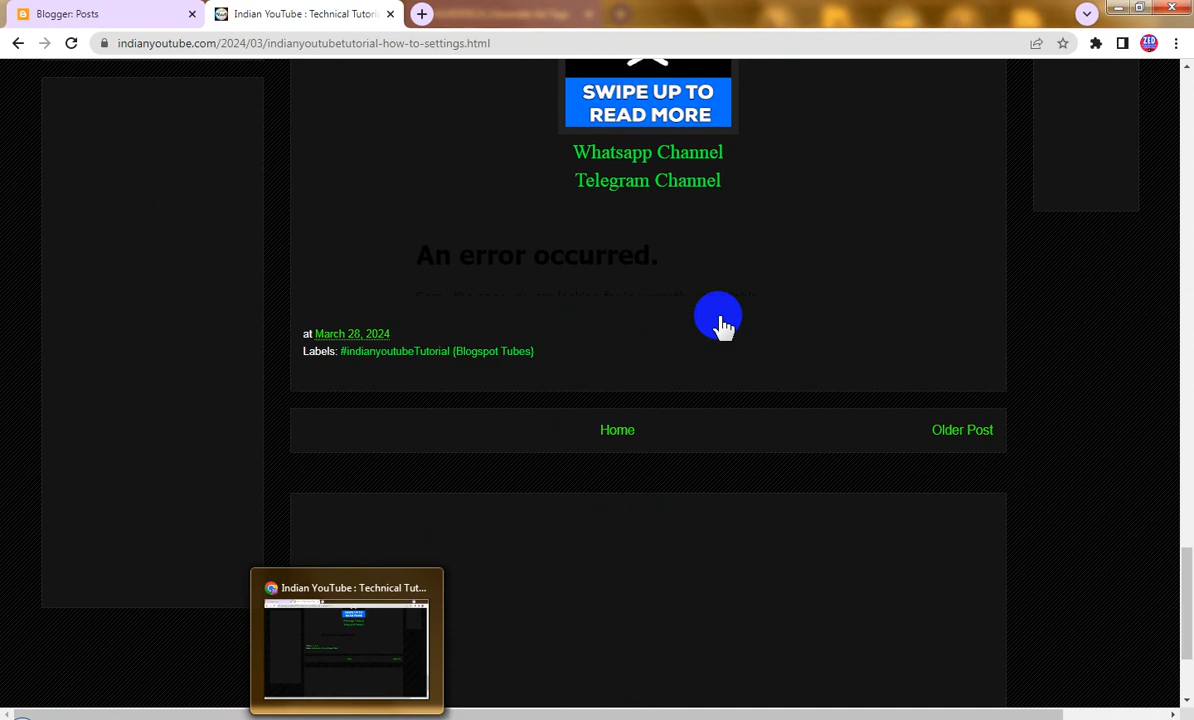 Blogger: Posts
Indian YouTube : Technical Tutoria
indianyoutube.com/2024/03/indianyoutubetutorial-how-to-settings.html
ZED
SWIPE UP TO
READ MORE
Whatsapp Channel
Telegram Channel
An error occurred.
at March 28, 2024
Labels: #indianyoutubeTutorial {Blogspot Tubes}
Home
Older Post
Indian YouTube : Technical Tut...